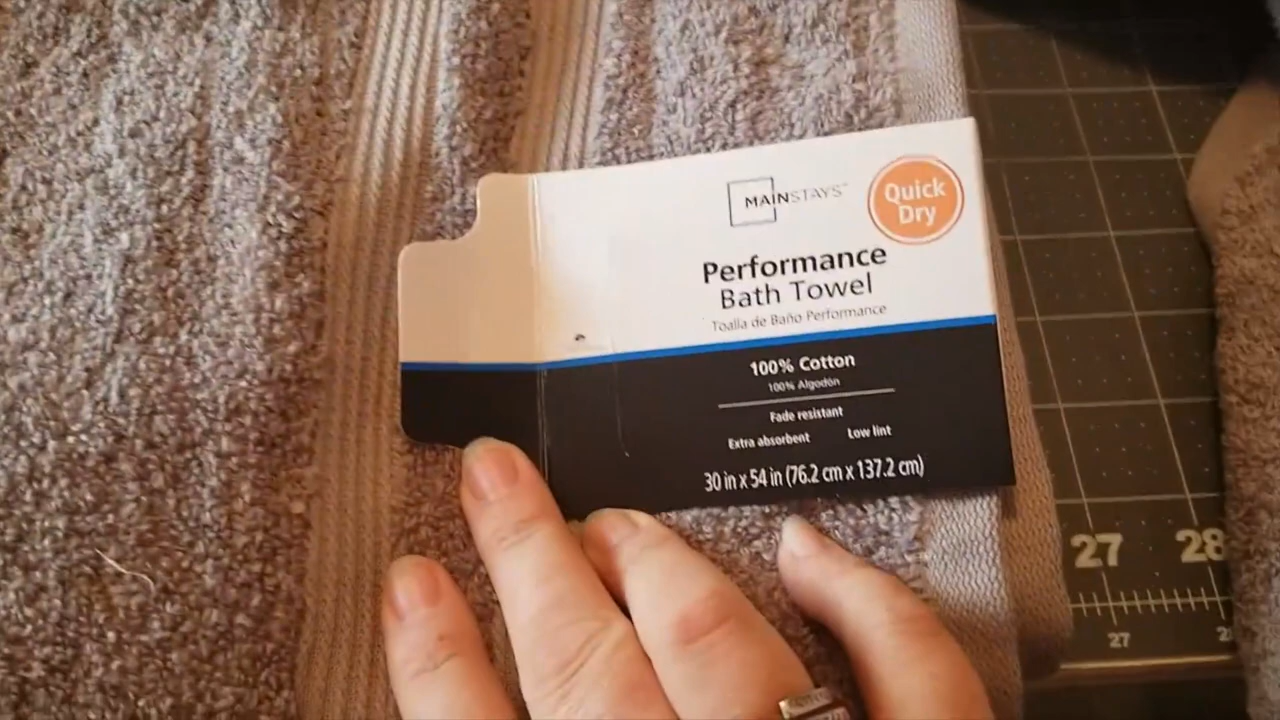 MAINSTAYS™
Quick
Dry
Performance
Bath Towel
Toalla de Baño Performance
100% Cotton
100% Algodón
Fade resistant
Extra absorbent Low lint
30 in x 54 in (76.2 cm x 137.2 cm)
27 28
27